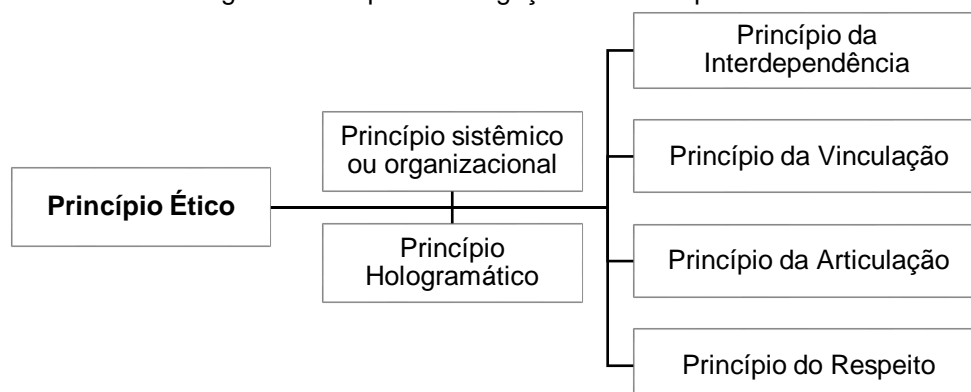 Princípio da
Interdependência
Princípio sistêmico
ou organizacional
Princípio da Vinculação
Princípio Ético
Princípio
Hologramático
Princípio da Articulação
Princípio do Respeito